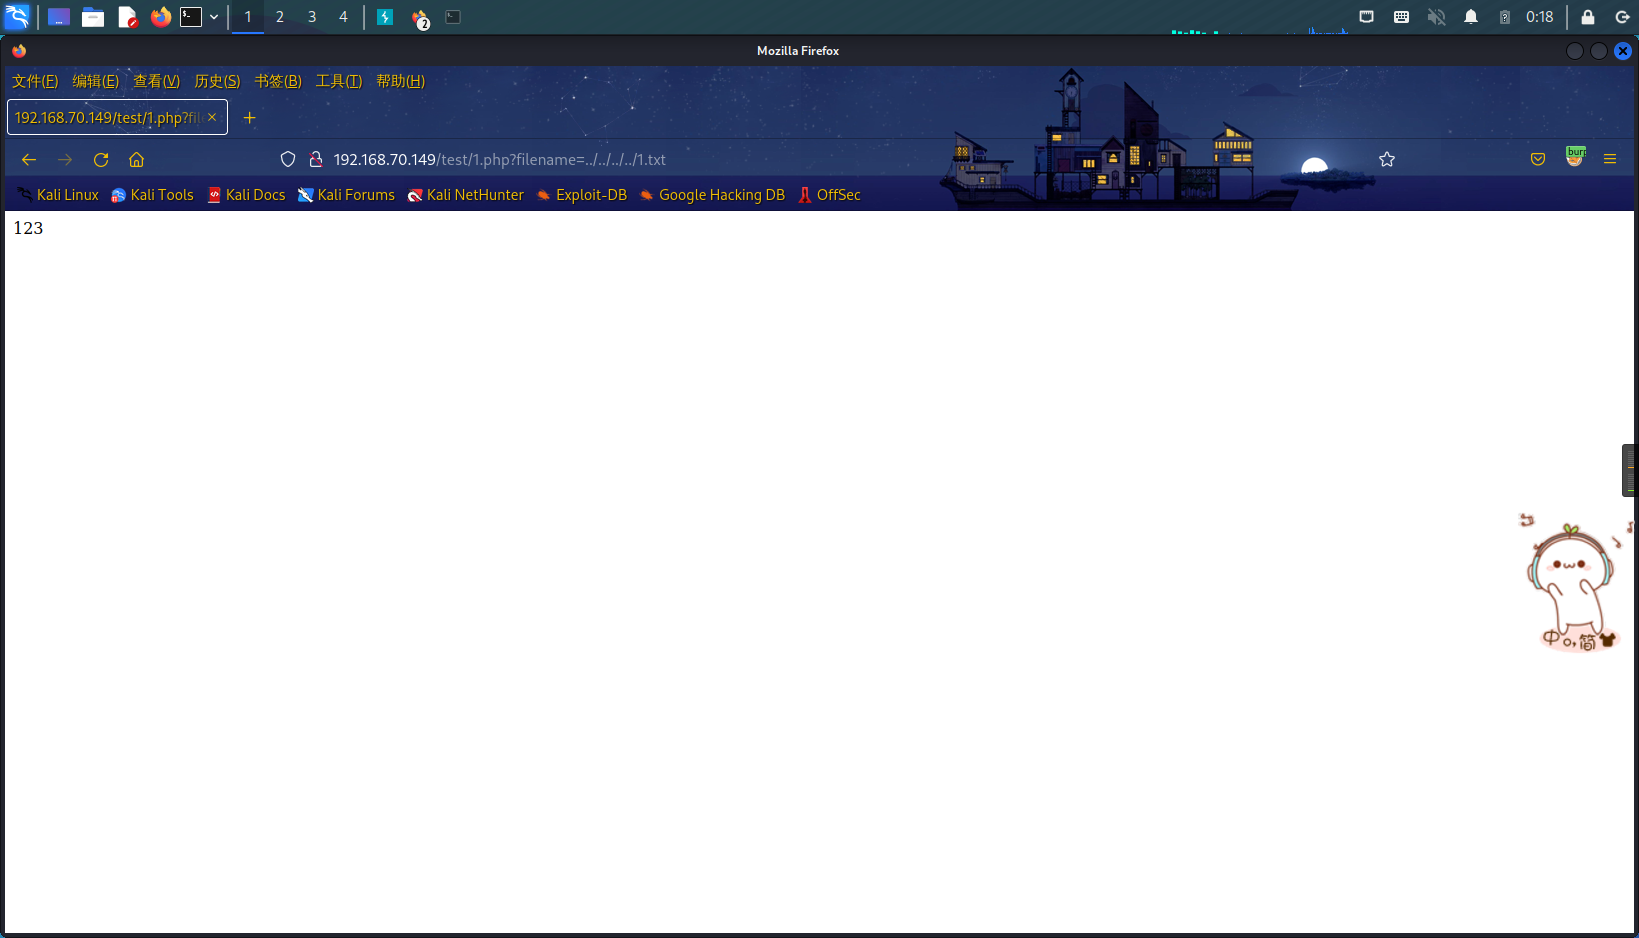 1 2 3 4 2 0:18
Mozilla Firefox
文件(F) 编辑(E) 查看(V) 历史(S) 书签(B) 工具(T) 帮助(H)
192.168.70.149/test/1.php?fil
192.168.70.149/test/1.php?filename=../../../../1.txt
burp
Kali Linux Kali Tools Kali Docs Kali Forums Kali NetHunter Exploit-DB Google Hacking DB OffSec
123
中 简